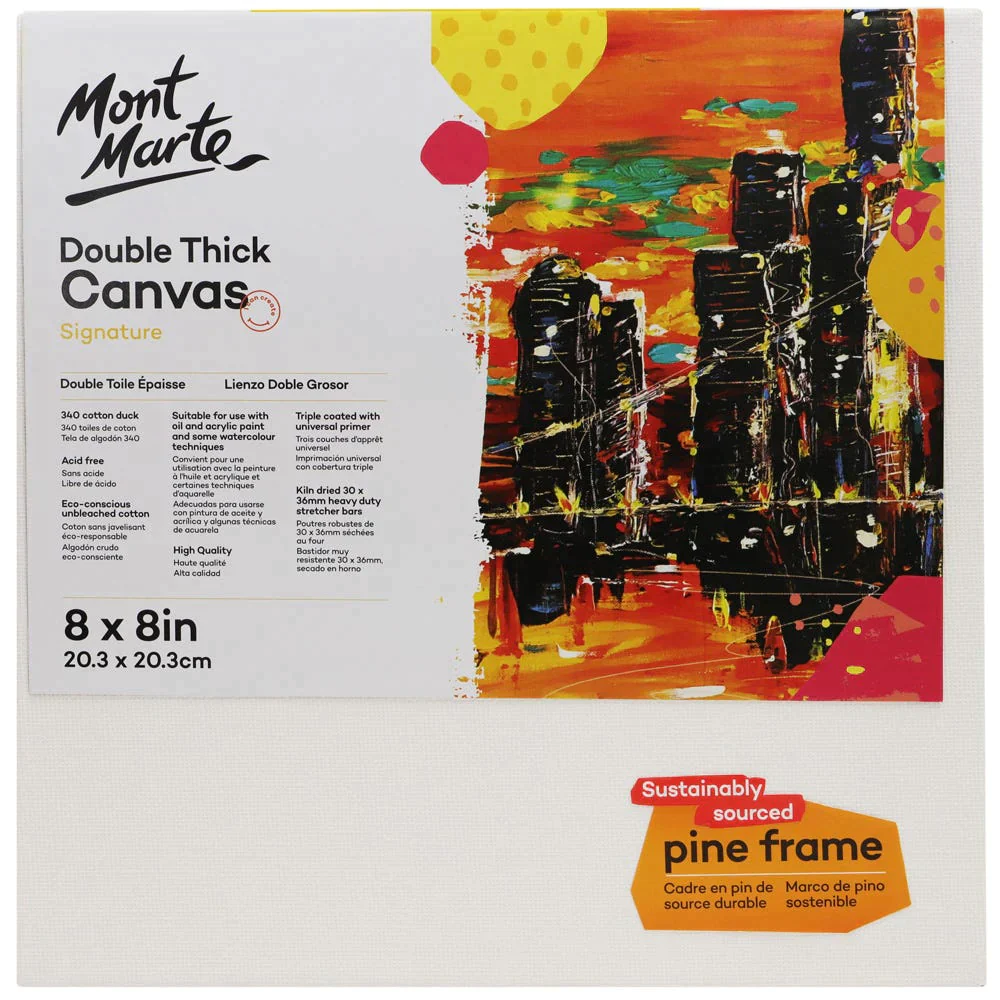 Mont
Marte
Double Thick
Canvas
Signature
Double Toile Épaisse
Lienzo Doble Grosor
340 cotton duck
340 toiles de coton
Tela de algodón 340
Acid free
Sans acide
Libre de ácido
Eco-conscious
unbleached cotton
Coton sans javelisant
éco-responsable
Algodón crudo
eco-consciente
Suitable for use with
oil and acrylic paint
and some watercolour
techniques
Convient pour une
utilisation avec la peinture
à l'huile et acrylique et
certaines techniques
d'aquarelle
Adecuadas para usarse
con pintura de aceite y
acrílica y algunas técnicas
de acuarela
High Quality
Haute qualité
Alta calidad
Triple coated with
universal primer
Trois couches d'apprêt
universel
Imprimación universal
con cobertura triple
Kiln dried 30 x
36mm heavy duty
stretcher bars
Poutres robustes de
30 x 36mm séchées
au four
Bastidor muy
resistente 30 x 36mm,
secado en horno
8 x 8in
20.3 x 20.3cm
Sustainably
sourced
pine frame
Cadre en pin de
source durable
Marco de pino
sostenible